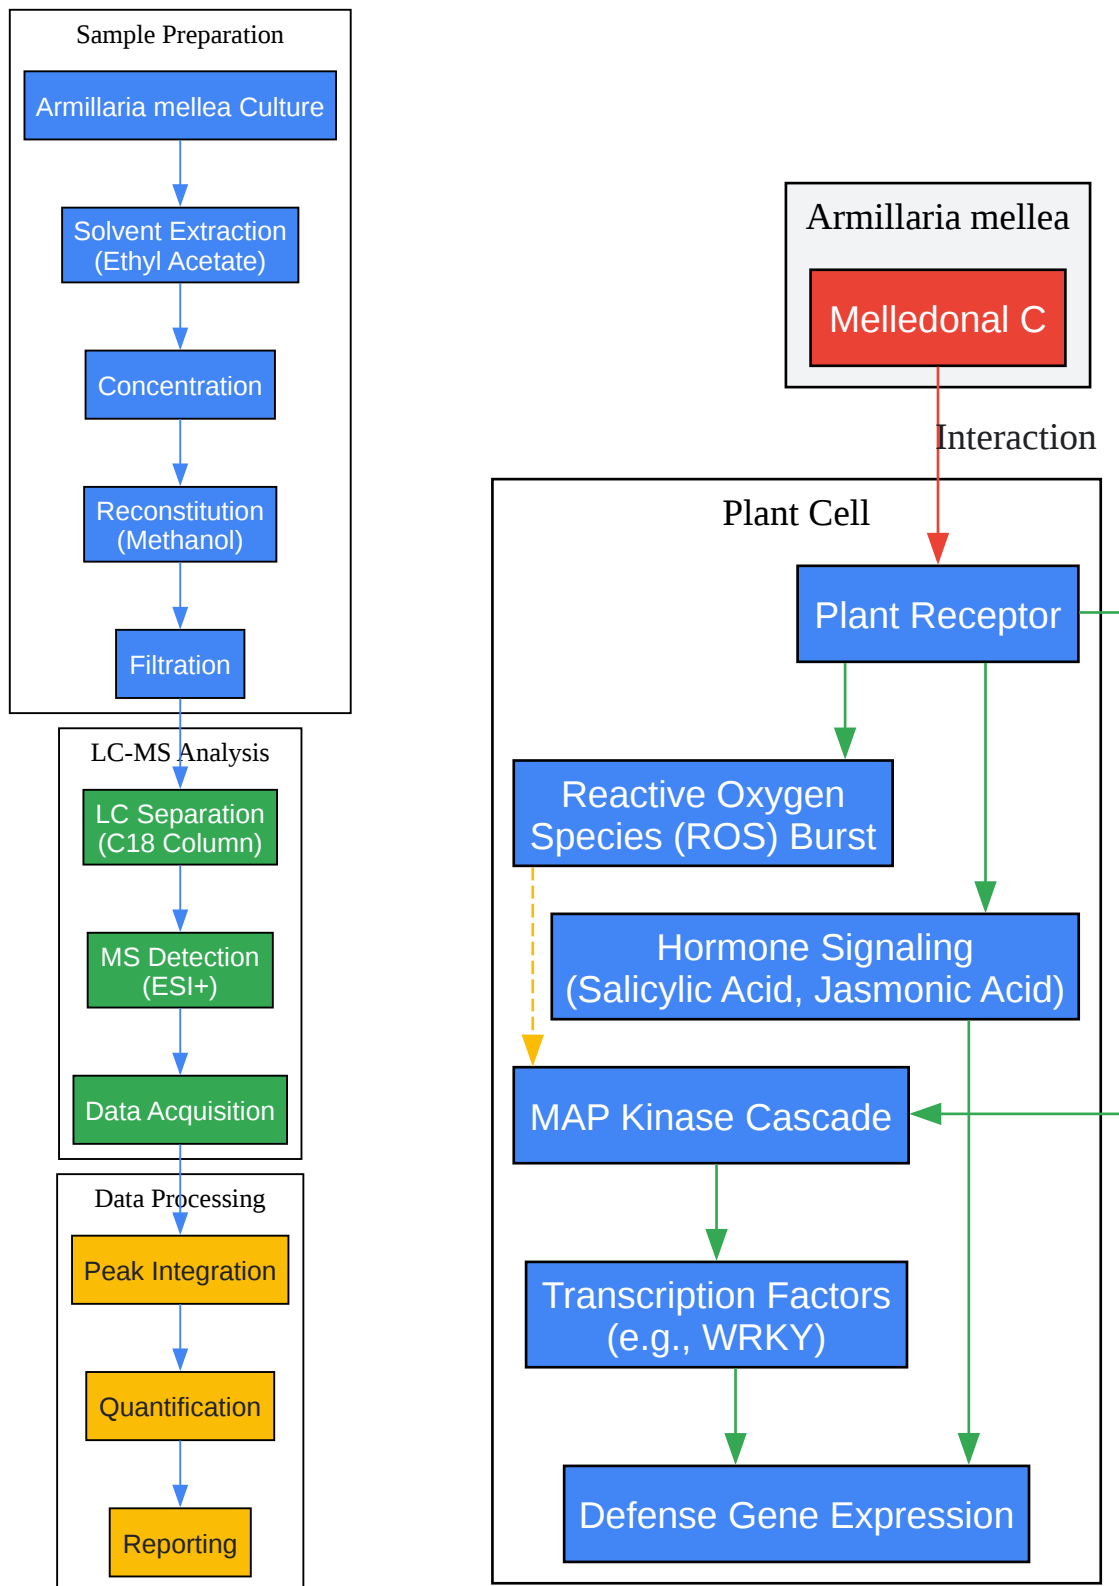 Sample Preparation
Armillaria mellea Culture
Solvent Extraction
(Ethyl Acetate)
Concentration
Reconstitution
(Methanol)
Filtration
LC-MS Analysis
LC Separation
(C18 Column)
MS Detection
(ESI+)
Data Acquisition
Data Processing
Peak Integration
Quantification
Reporting
Armillaria mellea
Melledonal C
Interaction
Plant Cell
Plant Receptor
Reactive Oxygen
Species (ROS) Burst
Hormone Signaling
(Salicylic Acid, Jasmonic Acid)
MAP Kinase Cascade
Transcription Factors
(e.g., WRKY)
Defense Gene Expression